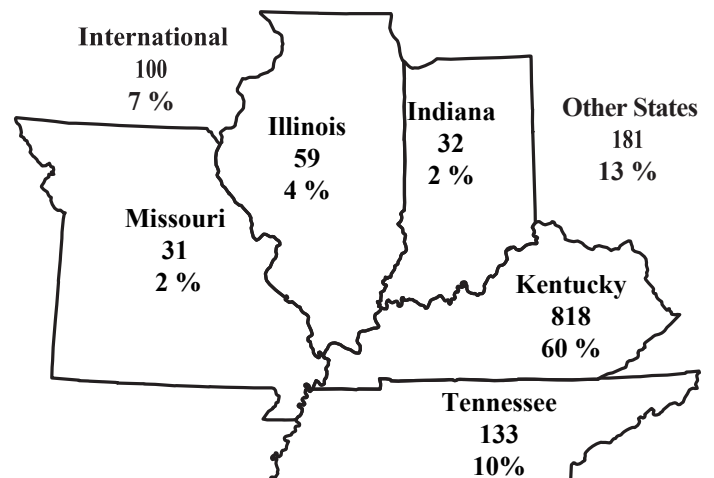 International
100
7 %
Illinois
59
4 %
Indiana
32
2 %
Other States
181
13 %
Missouri
31
2 %
Kentucky
818
60 %
Tennessee
133
10%